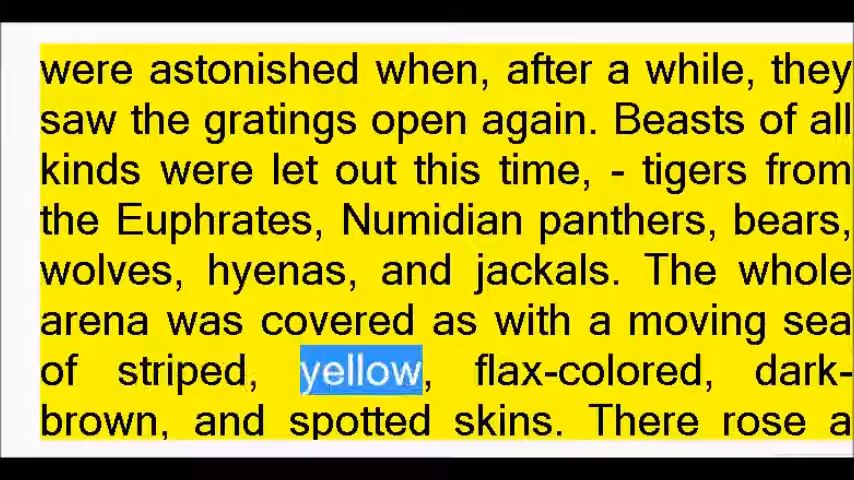 were astonished when, after a while, they
saw the gratings open again. Beasts of all
kinds were let out this time, - tigers from
the Euphrates, Numidian panthers, bears,
wolves, hyenas, and jackals. The whole
arena was covered as with a moving sea
of striped, yellow, flax-colored, dark-
brown, and spotted skins. There rose a